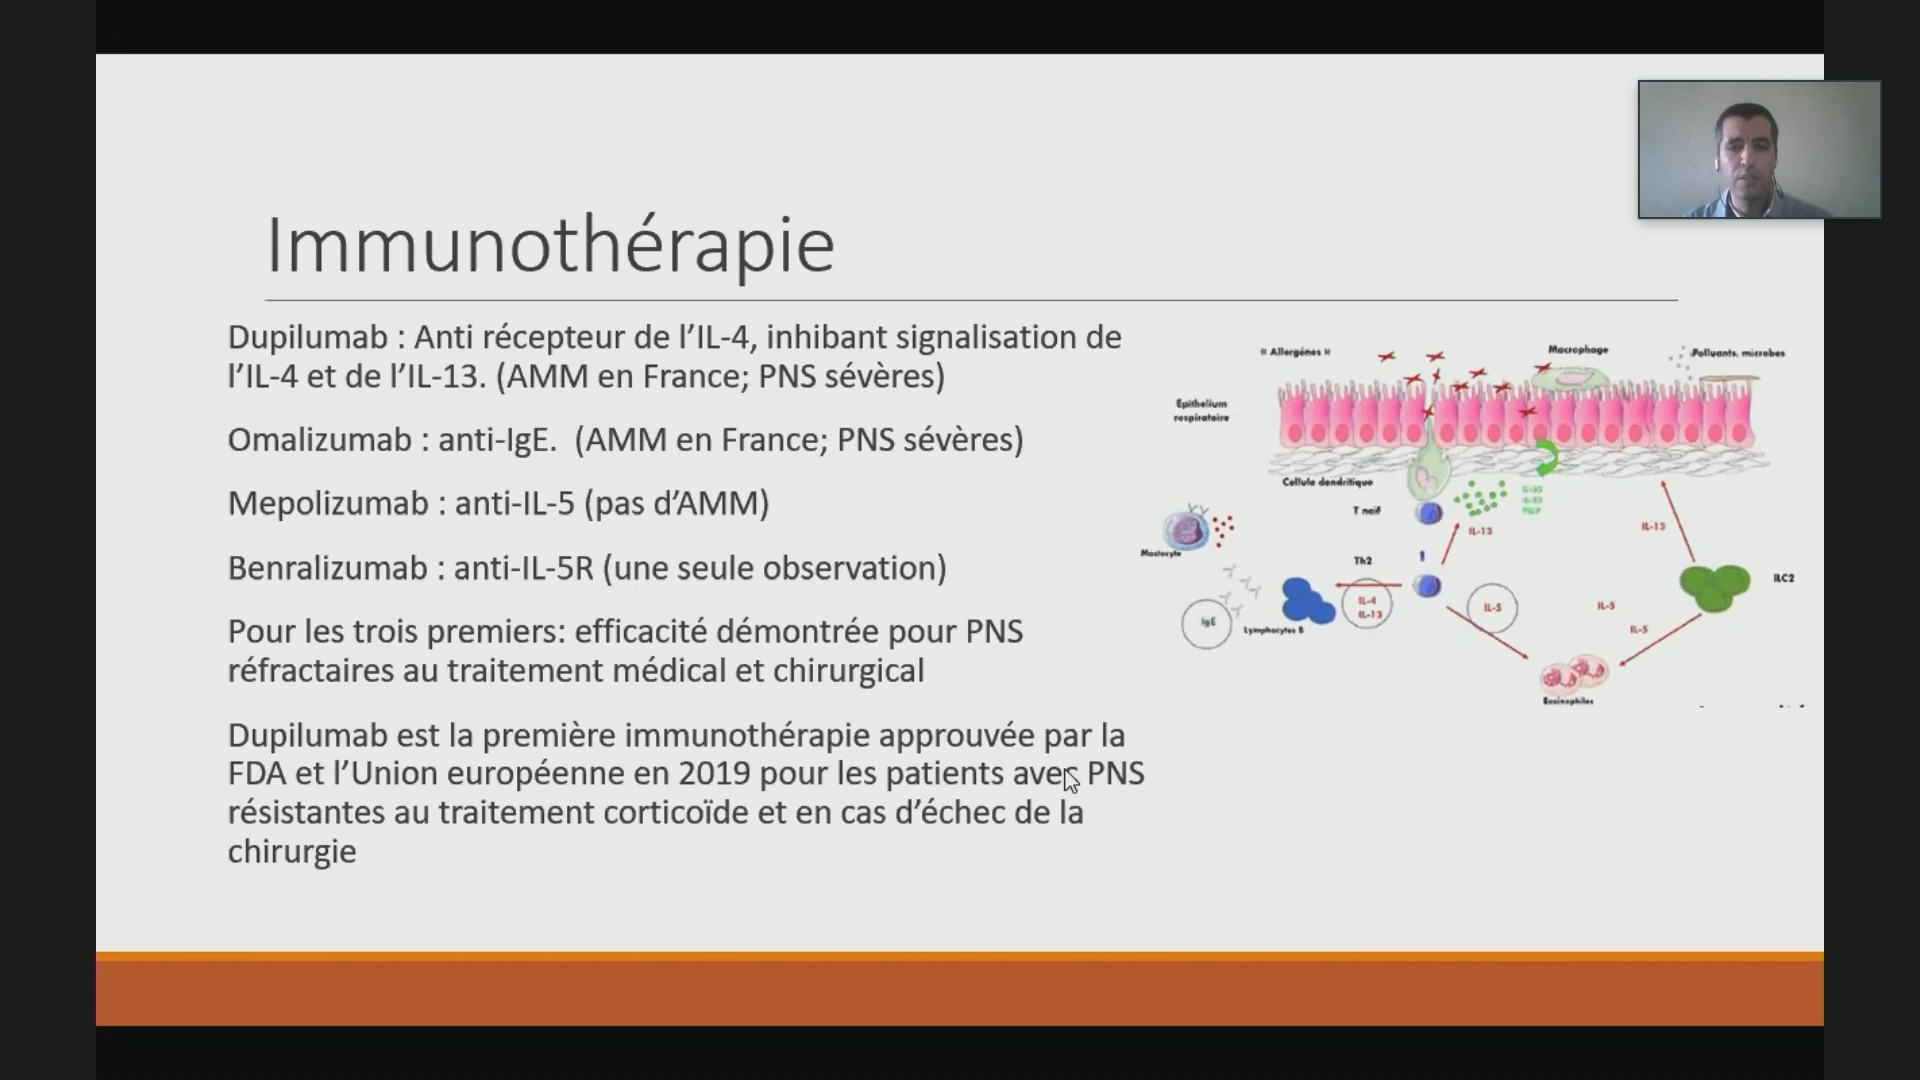 Immunothérapie
Dupilumab : Anti récepteur de l’IL-4, inhibant signalisation de
l’IL-4 et de l’IL-13. (AMM en France; PNS sévères)
Omalizumab : anti-IgE.  (AMM en France; PNS sévères)
Mepolizumab : anti-IL-5 (pas d’AMM)
Benralizumab : anti-IL-5R (une seule observation)
Pour les trois premiers: efficacité démontrée pour PNS
réfractaires au traitement médical et chirurgical
Dupilumab est la première immunothérapie approuvée par la
FDA et l’Union européenne en 2019 pour les patients avec PNS
résistantes au traitement corticoïde et en cas d’échec de la
chirurgie
« Allergénes »
Macrophage
Polluants, microbes
Epithelium
respiratoire
Cellule dendritique
T naïf
IL-13
IL-13
Mastocyte
Th2
ILC2
IL-4
IL-13
IL-5
IL-5
IL-5
IgE
Lymphocytes B
Eosinophiles